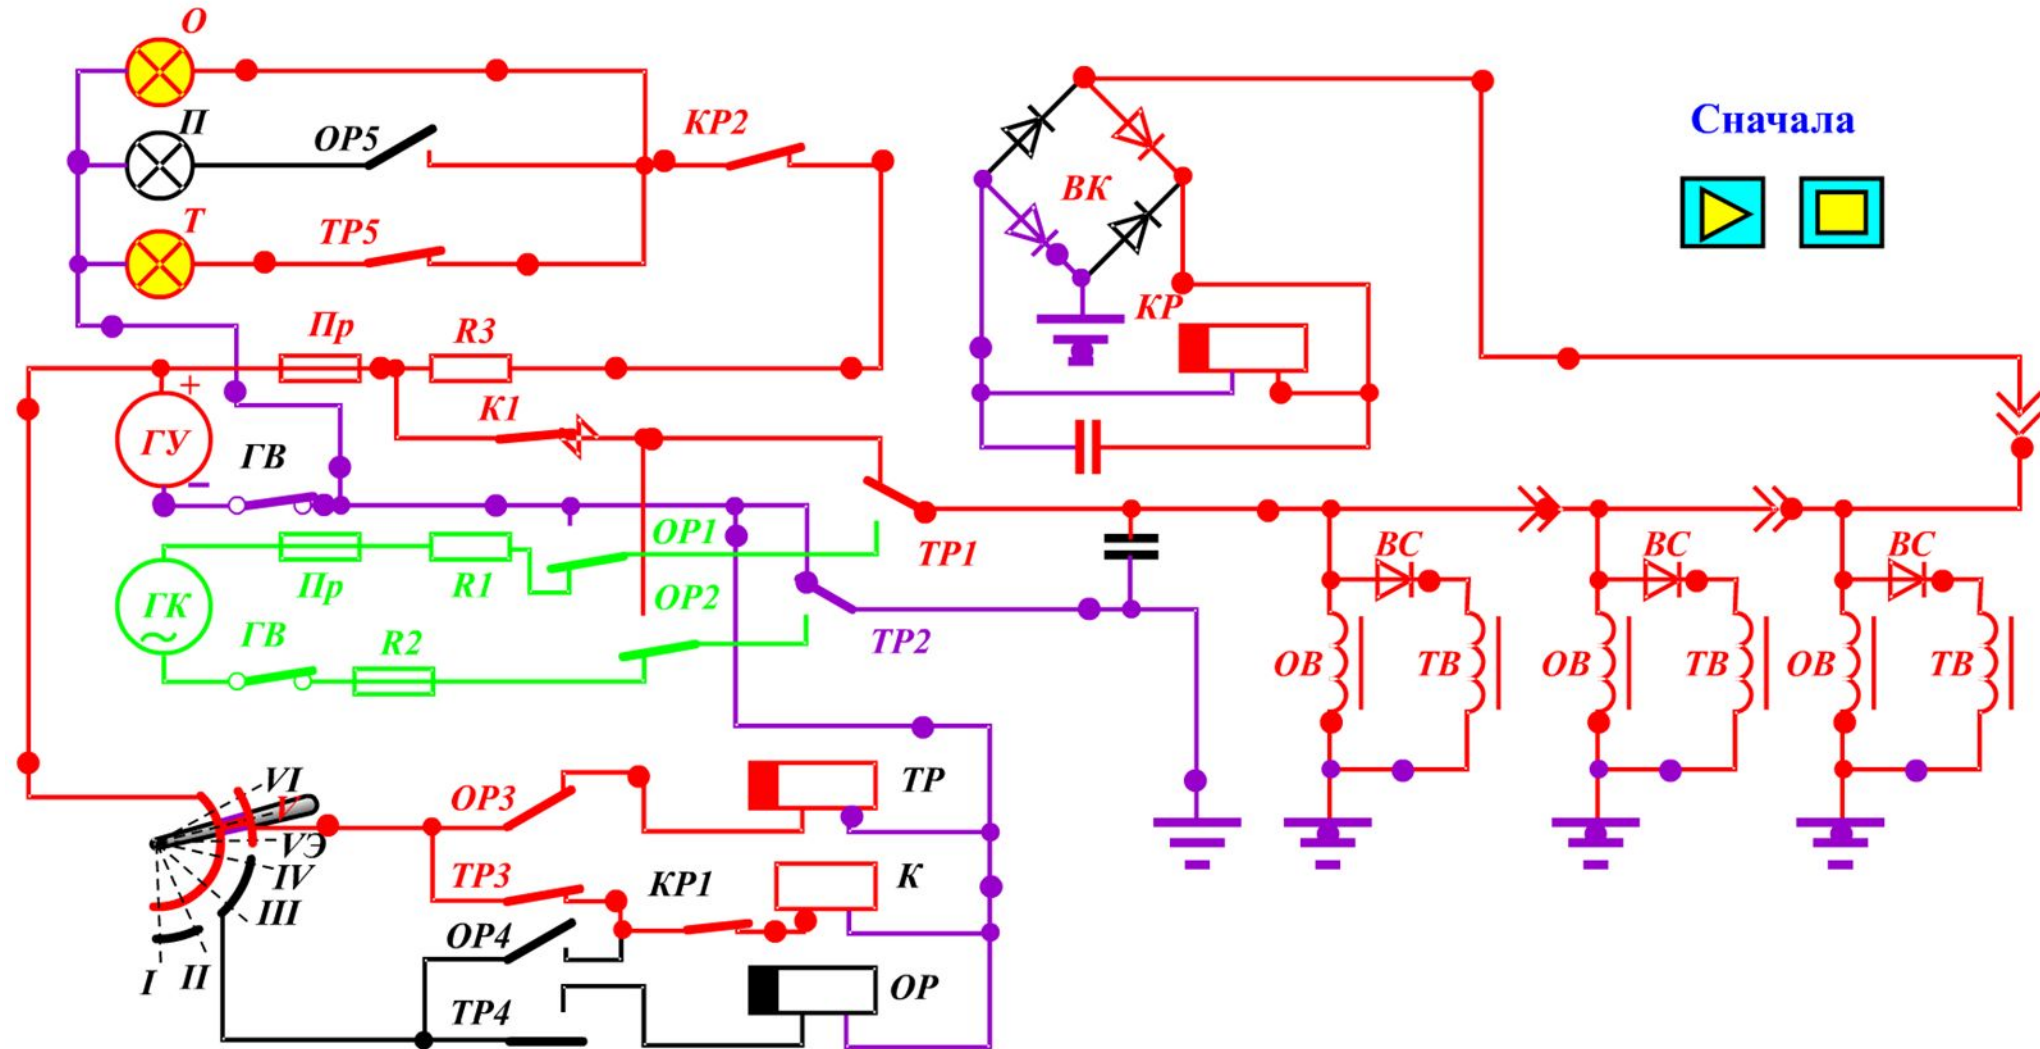 О
П
ОР5
КР2
Сначала
ВК
Т
ТР5
Пр
R3
КР
+
К1
ГУ
ГВ
−
ОР1
ТР1
ВС
ВС
ВС
Пр
R1
ОР2
ГК
~
ГВ
R2
ТР2
ОВ
ТВ
ОВ
ТВ
ОВ
ТВ
VI
V
VЭ
IV
III
II
I
ОР3
ТР
ТР3
КР1
К
ОР4
ОР
ТР4